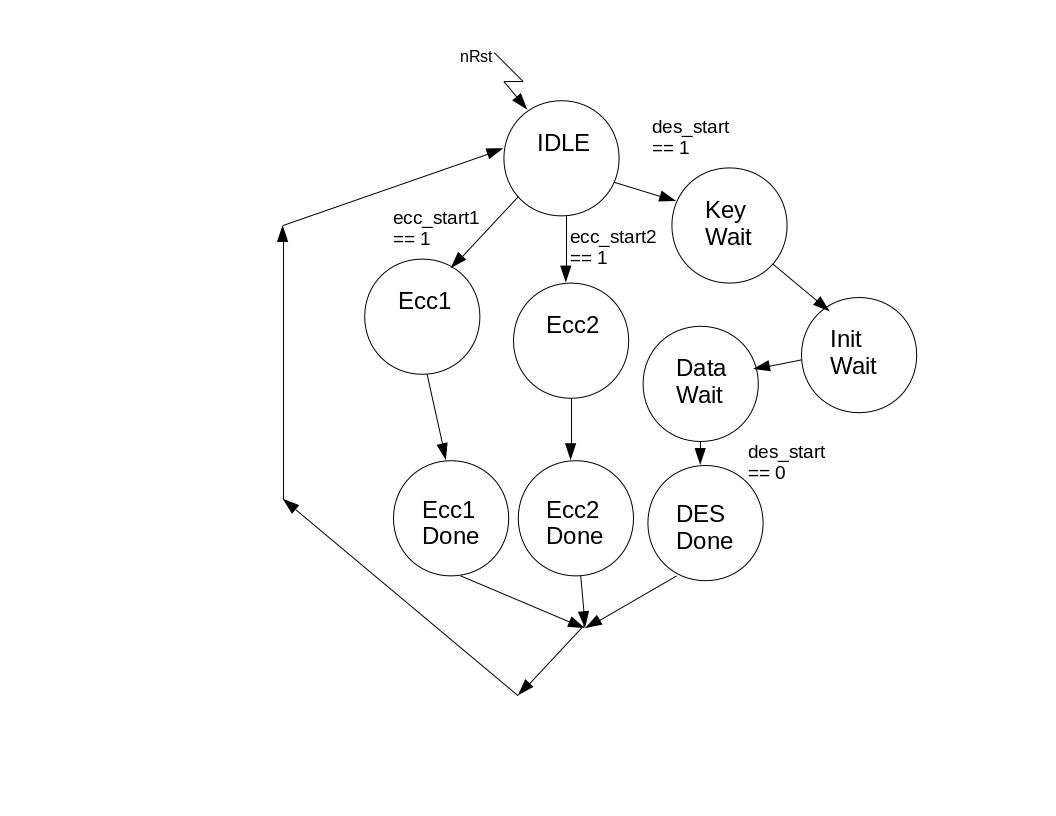 nRst
IDLE
des_start
== 1
Key
Wait
ecc_start1
== 1
ecc_start2
== 1
Ecc1
Ecc2
Init
Wait
Data
Wait
des_start
== 0
Ecc1
Done
Ecc2
Done
DES
Done